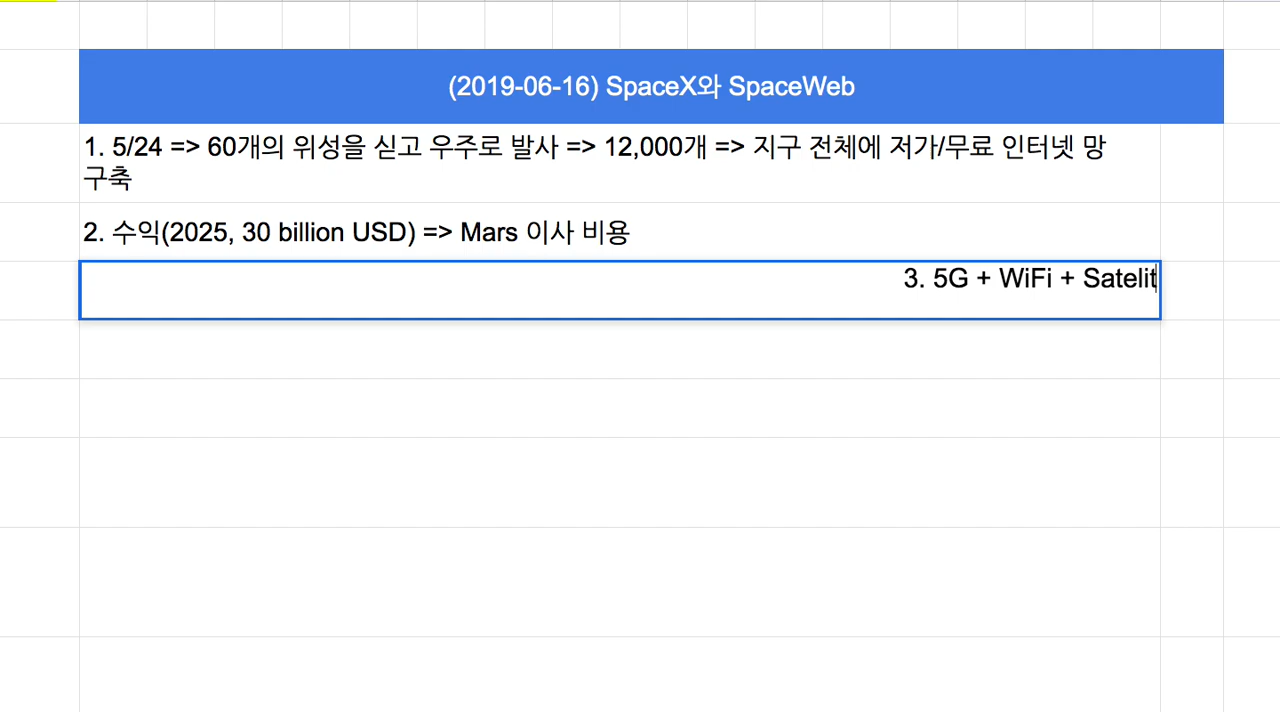 (2019-06-16) SpaceX와 SpaceWeb
1. 5/24 => 60개의 위성을 싣고 우주로 발사 => 12,000개 => 지구 전체에 저가/무료 인터넷 망
구축
2. 수익(2025, 30 billion USD) => Mars 이사 비용
3. 5G + WiFi + Satelit